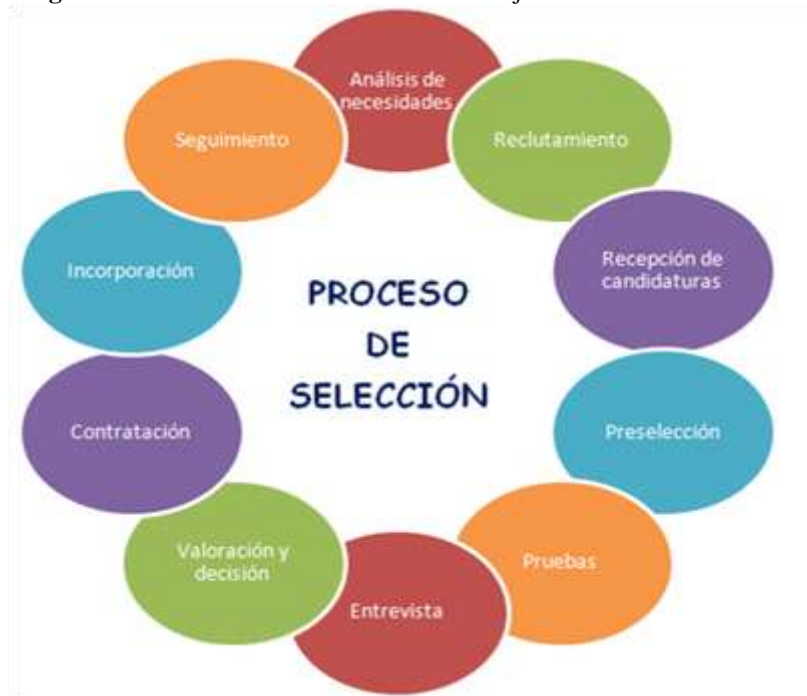 Análisis de
necesidades
Reclutamiento
Recepción de
candidaturas
Preselección
Pruebas
Entrevista
Valoración y
decisión
Contratación
Incorporación
Seguimiento
PROCESO
DE
SELECCIÓN